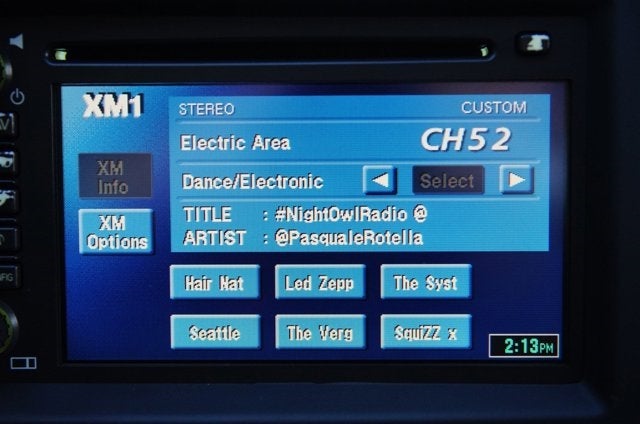 XM1
STEREO CUSTOM
Electric Area CH52
XM Info
Dance/Electronic Select
XM Options
TITLE : #NightOwlRadio @
ARTIST : @PasqualeRotella
Hair Nat Led Zepp The Syst
Seattle The Verg SquiZZ x
2:13PM